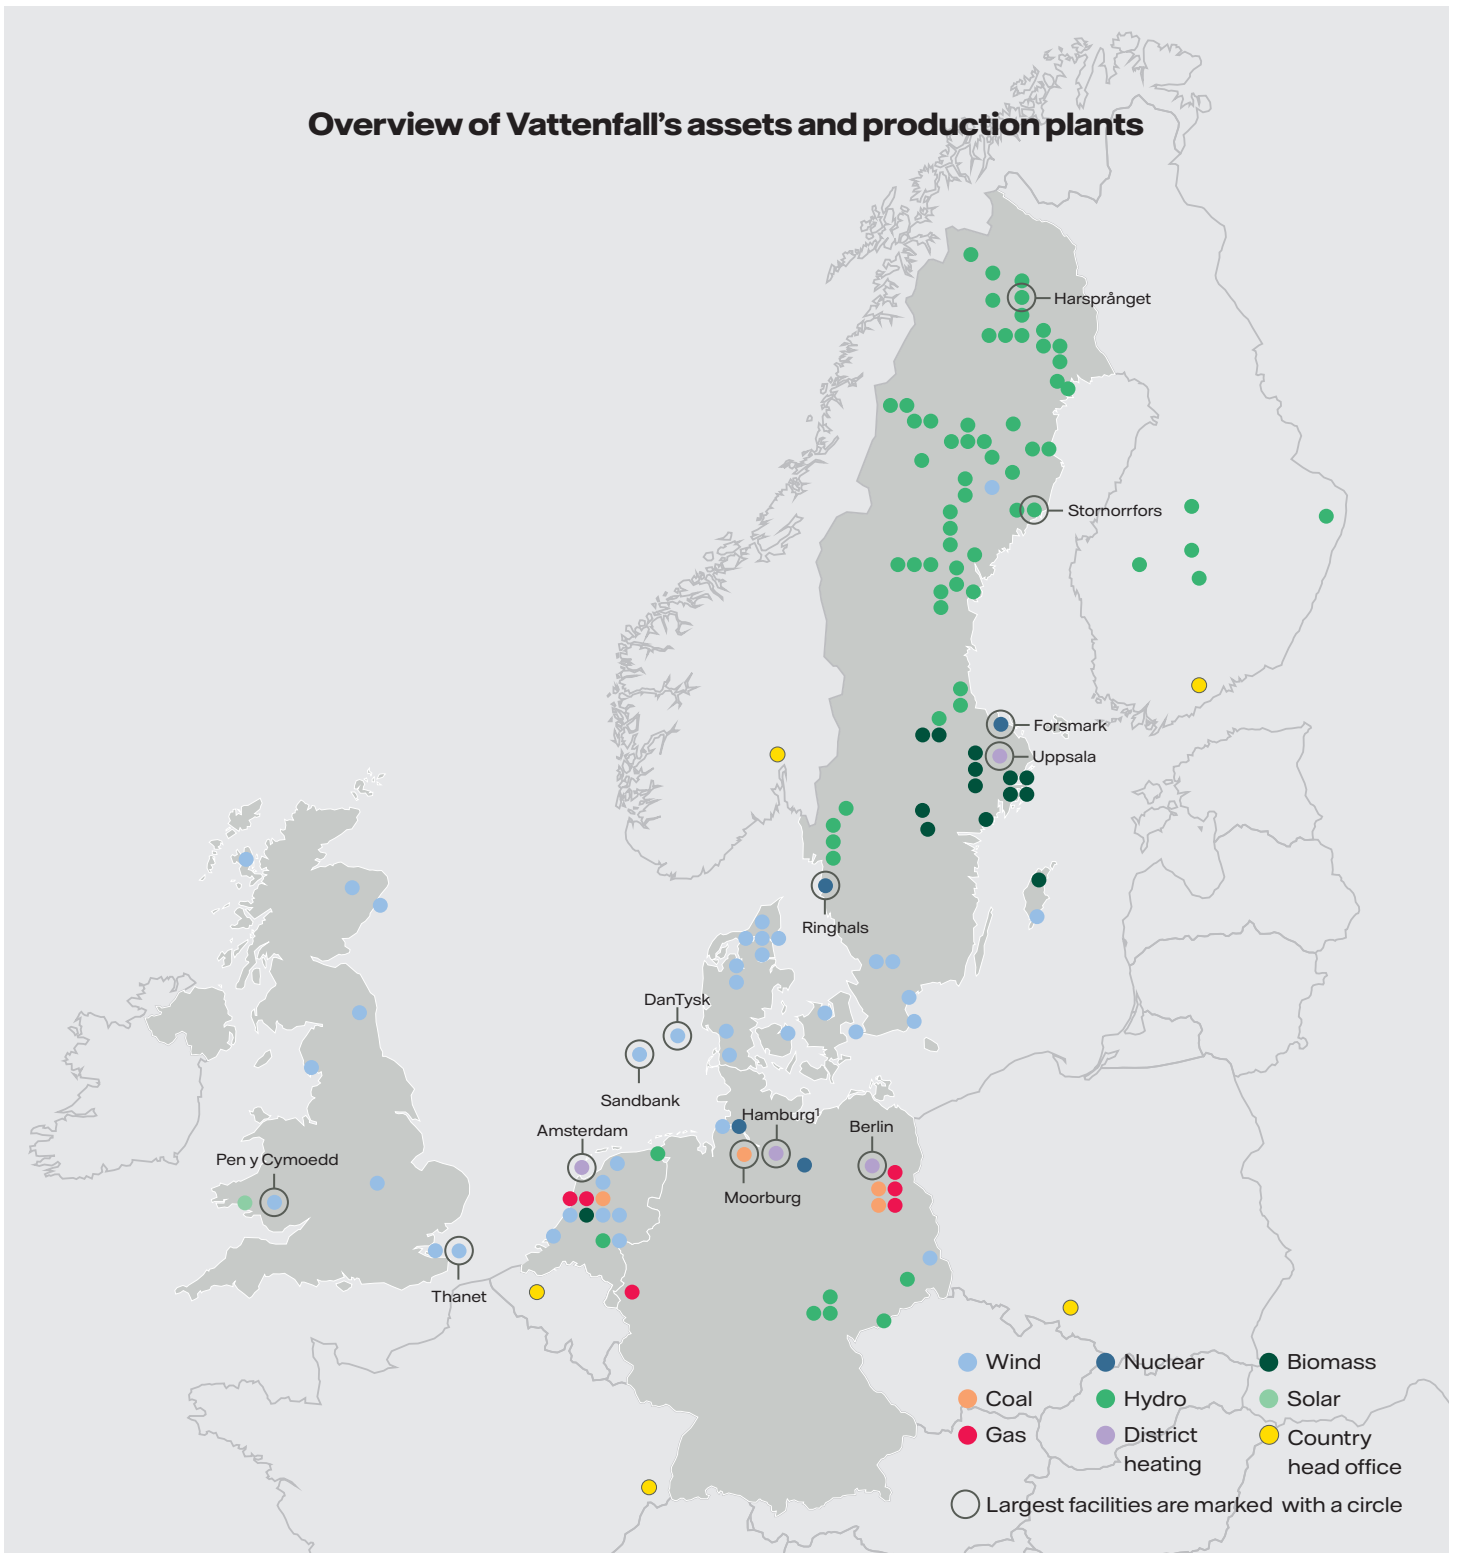 Overview of Vattenfall's assets and production plants
Harsprånget
Stornorrfors
Forsmark
Uppsala
Ringhals
DanTysk
Sandbank
Hamburg¹
Amsterdam
Berlin
Pen y Cymoedd
Moorburg
Thanet
Wind
Nuclear
Biomass
Coal
Hydro
Solar
Gas
District
heating
Country
head office
Largest facilities are marked with a circle